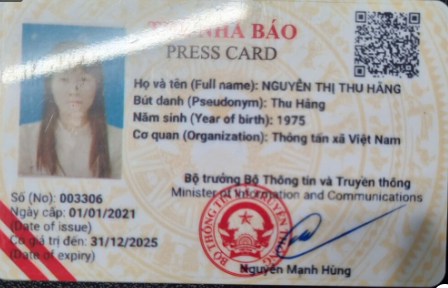 THẺ NHÀ BÁO
PRESS CARD
Họ và tên (Full name): NGUYỄN THỊ THU HẰNG
Bút danh (Pseudonym): Thu Hằng
Năm sinh (Year of birth): 1975
Cơ quan (Organization): Thông tấn xã Việt Nam
Bộ trưởng Bộ Thông tin và Truyền thông
Minister of Information and Communications
Số (No): 003306
Ngày cấp: 01/01/2021
(Date of issue)
Có giá trị đến: 31/12/2025
(Date of expiry)
BỘ THÔNG TIN VÀ TRUYỀN THÔNG
Nguyễn Mạnh Hùng